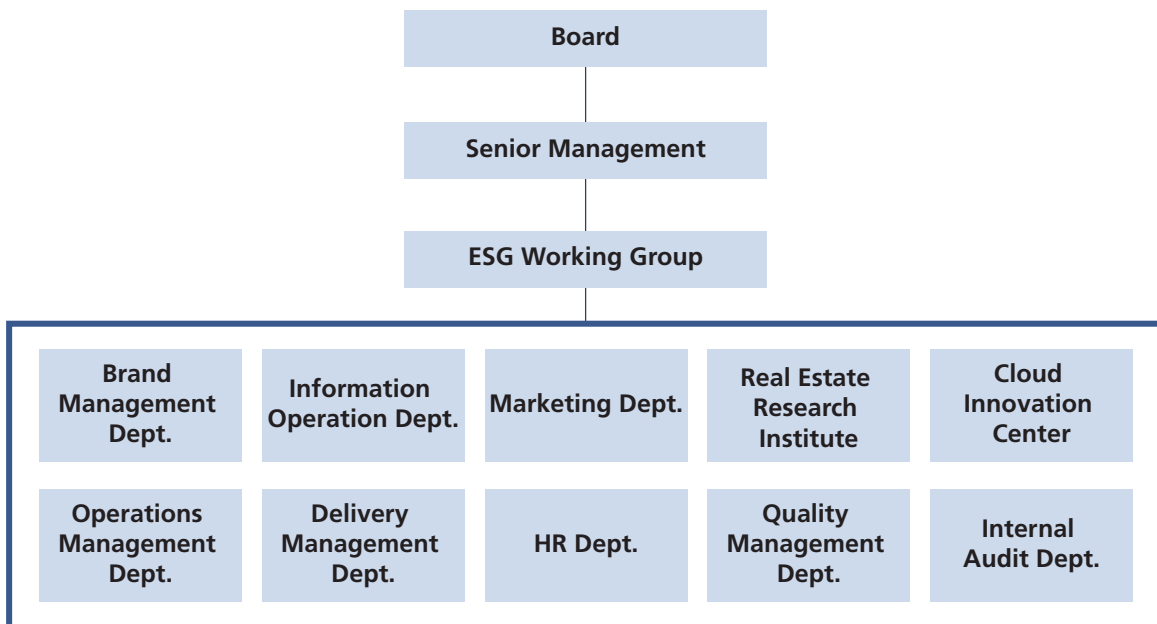 Board
Senior Management
ESG Working Group
Brand
Management
Dept.
Information
Operation Dept.
Marketing Dept.
Real Estate
Research
Institute
Cloud
Innovation
Center
Operations
Management
Dept.
Delivery
Management
Dept.
HR Dept.
Quality
Management
Dept.
Internal
Audit Dept.